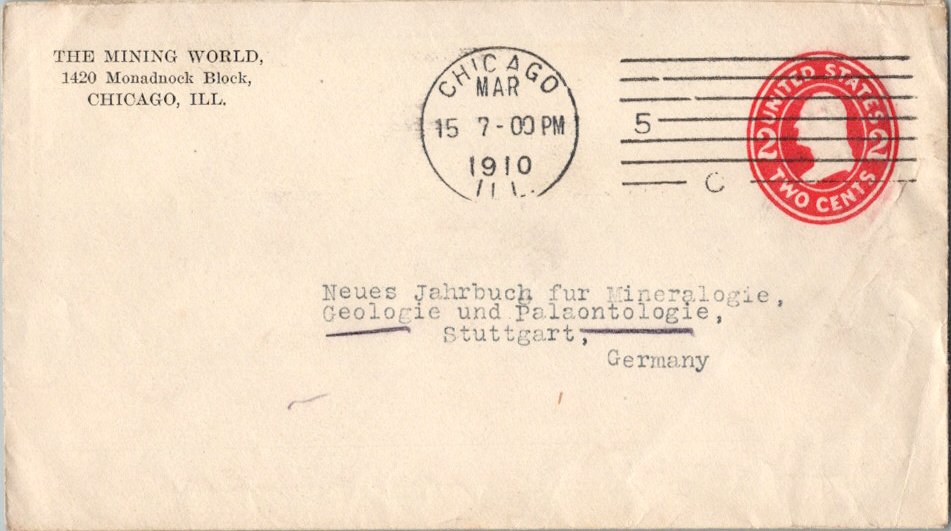 THE MINING WORLD,
1420 Monadnock Block,
CHICAGO, ILL.
CHICAGO
MAR
15 7-00 PM
1910
ILL.
5
C
UNITED STATES
2 2
TWO CENTS
Neues Jahrbuch fur Mineralogie,
Geologie und Palaontologie,
Stuttgart,
Germany